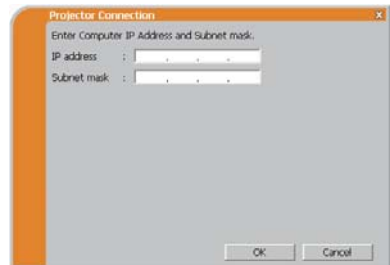 Projector Connection X
Enter Computer IP Address and Subnet mask.
IP address : . . .
Subnet mask : . . .
OK Cancel